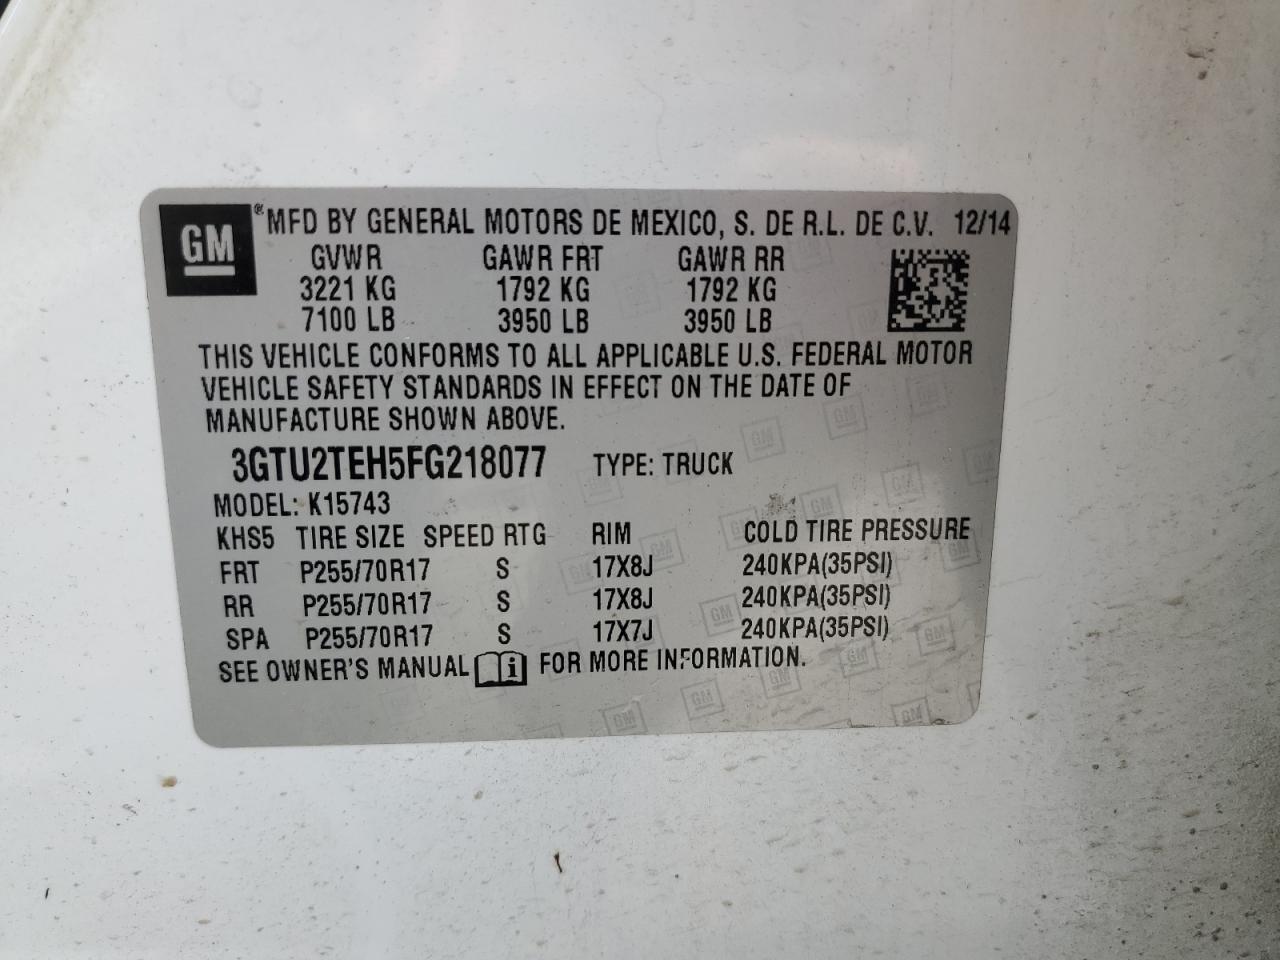 GM ® MFD BY GENERAL MOTORS DE MEXICO, S. DE R.L. DE C.V. 12/14
GVWR GAWR FRT GAWR RR
3221 KG 1792 KG 1792 KG
7100 LB 3950 LB 3950 LB
THIS VEHICLE CONFORMS TO ALL APPLICABLE U.S. FEDERAL MOTOR
VEHICLE SAFETY STANDARDS IN EFFECT ON THE DATE OF
MANUFACTURE SHOWN ABOVE.
3GTU2TEH5FG218077 TYPE: TRUCK
MODEL: K15743
KHS5 TIRE SIZE SPEED RTG RIM COLD TIRE PRESSURE
FRT P255/70R17 S 17X8J 240KPA(35PSI)
RR P255/70R17 S 17X8J 240KPA(35PSI)
SPA P255/70R17 S 17X7J 240KPA(35PSI)
SEE OWNER'S MANUAL i FOR MORE INFORMATION.